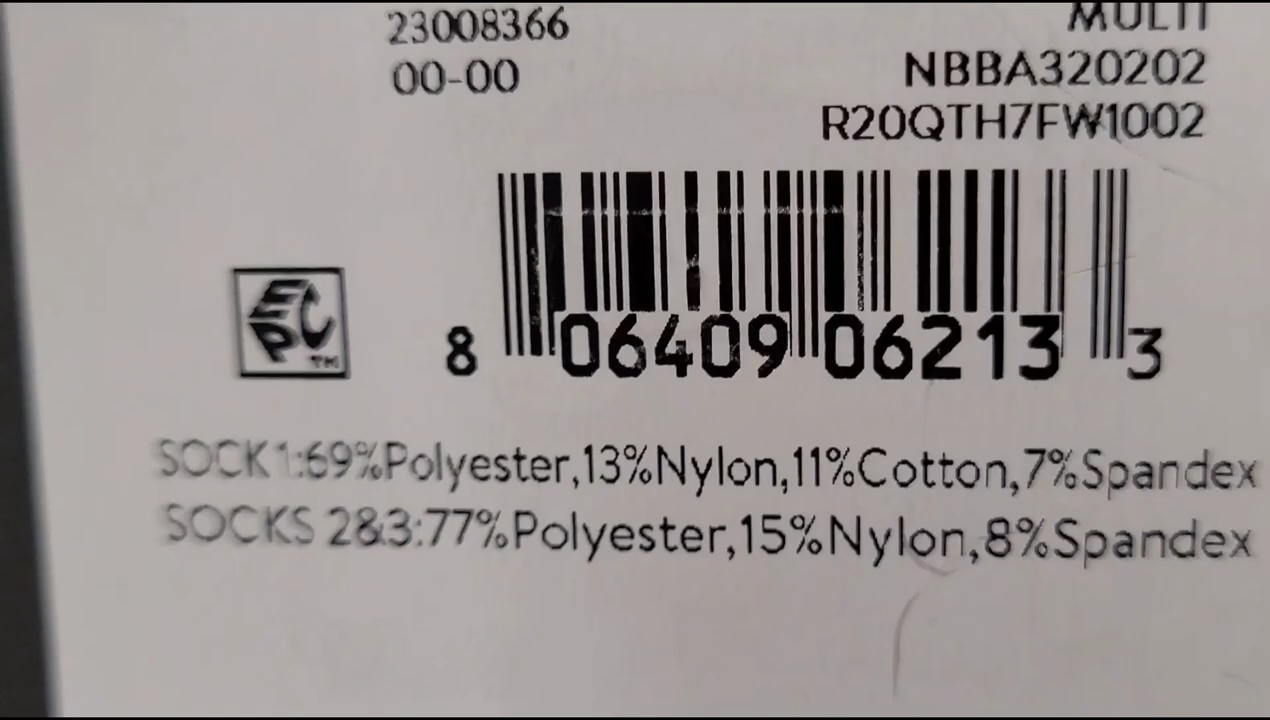 23008366
MULTI
00-00
NBBA320202
R20QTH7FW1002
EPC™
8 06409 06213 3
SOCK 1:69%Polyester,13%Nylon,11%Cotton,7%Spandex
SOCKS 2&3:77%Polyester,15%Nylon,8%Spandex